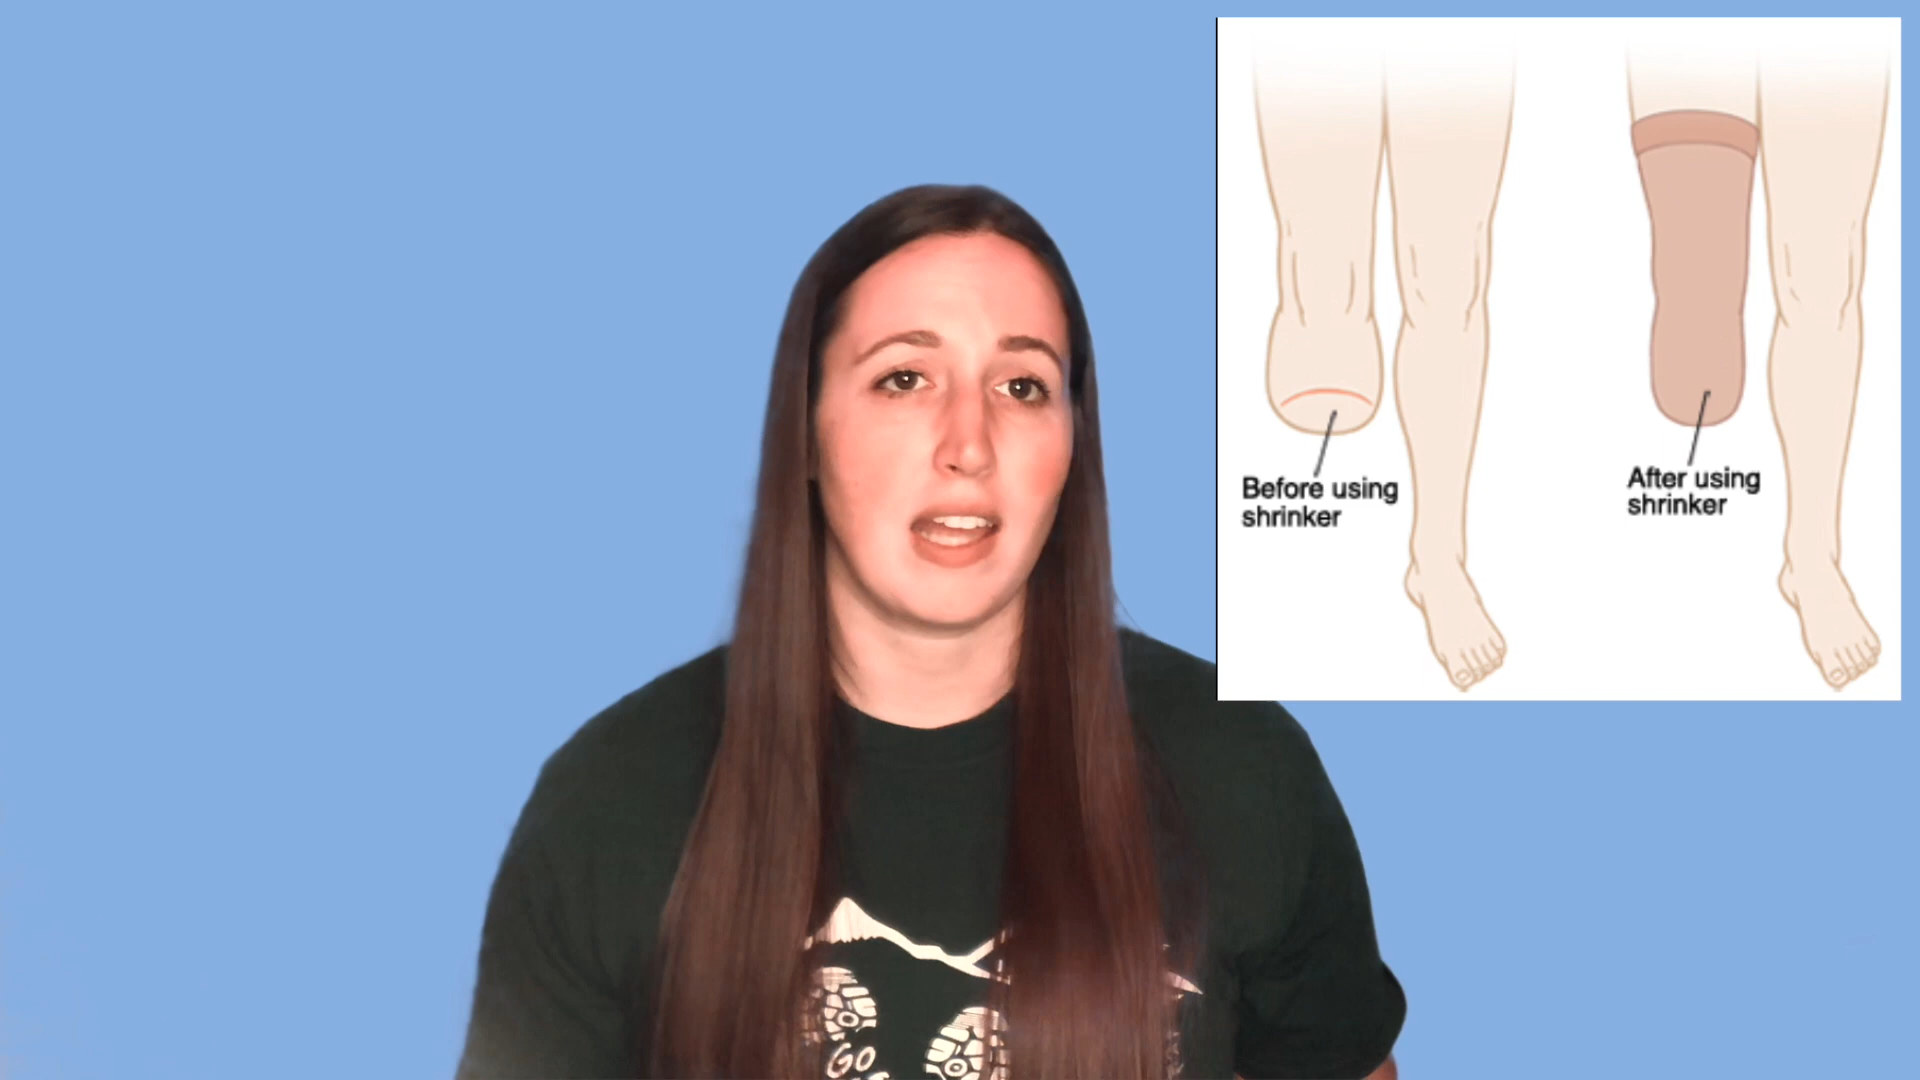 Before using
shrinker
After using
shrinker
GO